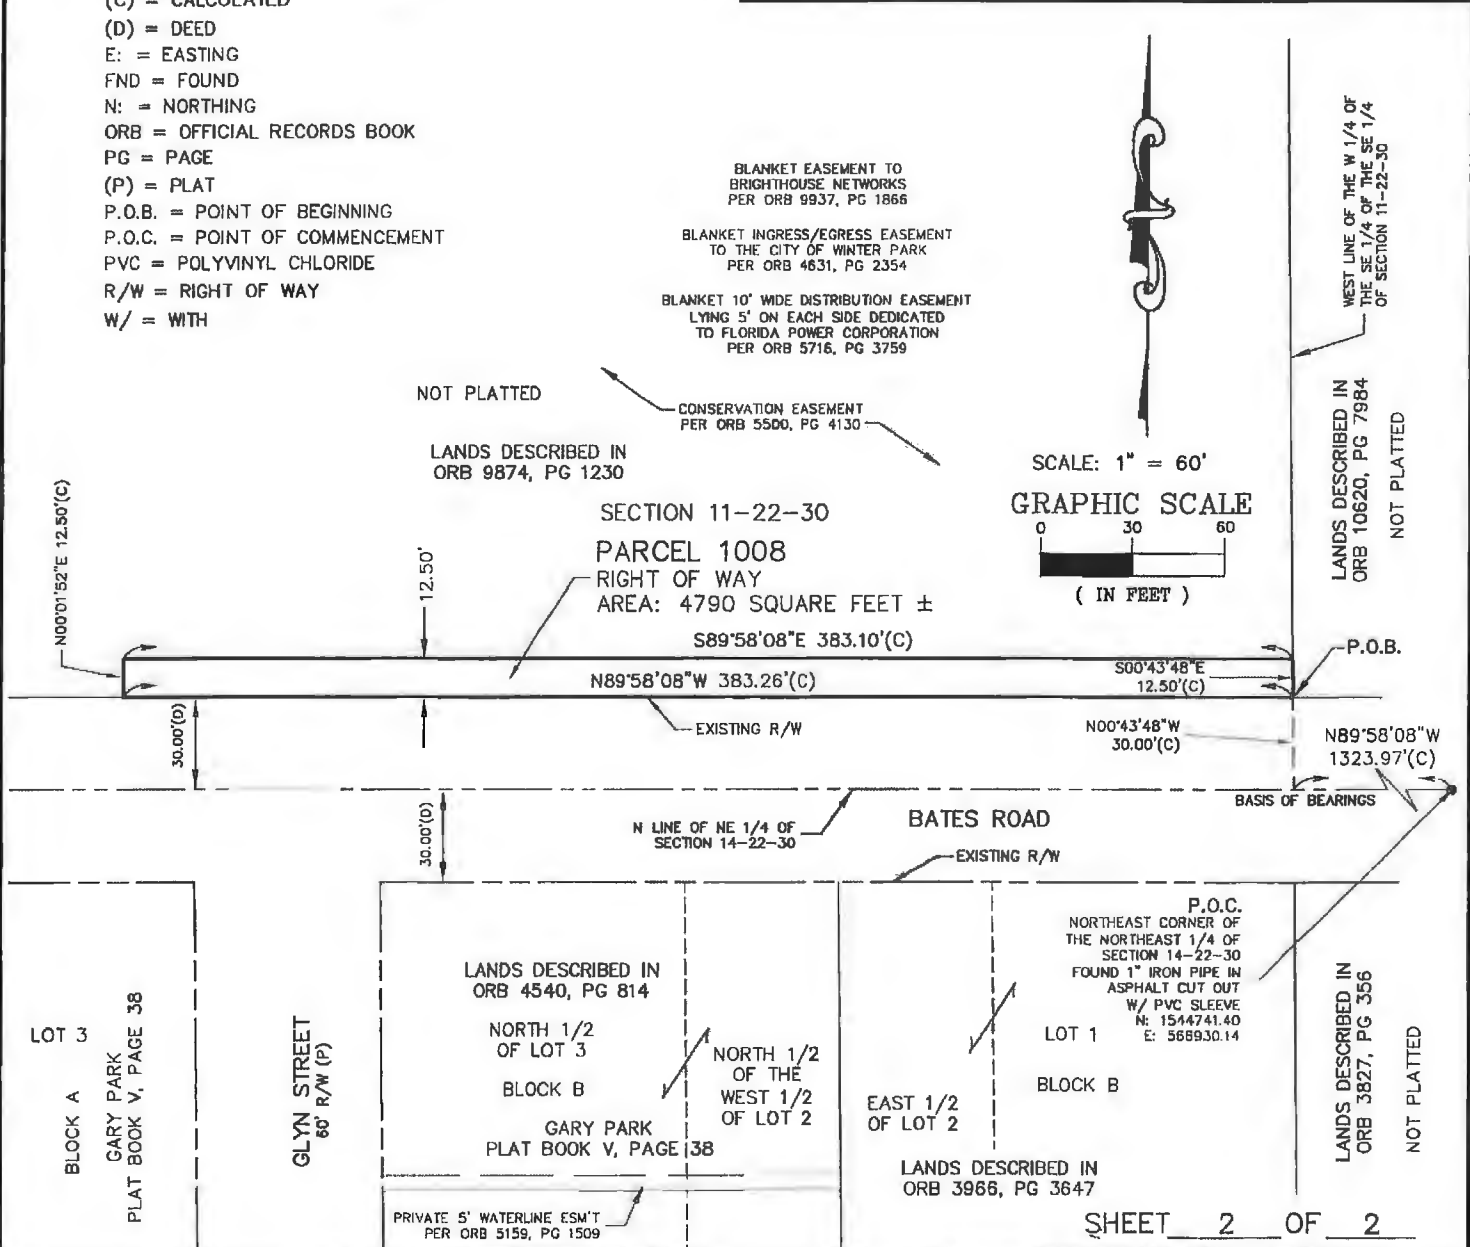 (C) = CALCULATED
(D) = DEED
E: = EASTING
FND = FOUND
N: = NORTHING
ORB = OFFICIAL RECORDS BOOK
PG = PAGE
(P) = PLAT
P.O.B. = POINT OF BEGINNING
P.O.C. = POINT OF COMMENCEMENT
PVC = POLYVINYL CHLORIDE
R/W = RIGHT OF WAY
W/ = WITH
BLANKET EASEMENT TO
BRIGHTHOUSE NETWORKS
PER ORB 9937, PG 1866
BLANKET INGRESS/EGRESS EASEMENT
TO THE CITY OF WINTER PARK
PER ORB 4631, PG 2354
BLANKET 10' WIDE DISTRIBUTION EASEMENT
LYING 5' ON EACH SIDE DEDICATED
TO FLORIDA POWER CORPORATION
PER ORB 5716, PG 3759
NOT PLATTED
CONSERVATION EASEMENT
PER ORB 5500, PG 4130
LANDS DESCRIBED IN
ORB 9874, PG 1230
WEST LINE OF THE W 1/4 OF
THE SE 1/4 OF THE SE 1/4
OF SECTION 11-22-30
LANDS DESCRIBED IN
ORB 10620, PG 7984
NOT PLATTED
SCALE: 1" = 60'
GRAPHIC SCALE
0 30 60
( IN FEET )
SECTION 11-22-30
PARCEL 1008
RIGHT OF WAY
AREA: 4790 SQUARE FEET ±
N00°01'52"E 12.50'(C)
12.50'
S89°58'08"E 383.10'(C)
N89°58'08"W 383.26'(C)
S00°43'48"E
12.50'(C)
P.O.B.
30.00'(D)
EXISTING R/W
N00°43'48"W
30.00'(C)
N89°58'08"W
1323.97'(C)
BASIS OF BEARINGS
30.00'(D)
N LINE OF NE 1/4 OF
SECTION 14-22-30
BATES ROAD
EXISTING R/W
P.O.C.
NORTHEAST CORNER OF
THE NORTHEAST 1/4 OF
SECTION 14-22-30
FOUND 1" IRON PIPE IN
ASPHALT CUT OUT
W/ PVC SLEEVE
N: 1544741.40
E: 566930.14
LOT 3
BLOCK A
GARY PARK
PLAT BOOK V, PAGE 38
GLYN STREET
60' R/W (P)
LANDS DESCRIBED IN
ORB 4540, PG 814
NORTH 1/2
OF LOT 3
BLOCK B
GARY PARK
PLAT BOOK V, PAGE 38
NORTH 1/2
OF THE
WEST 1/2
OF LOT 2
EAST 1/2
OF LOT 2
LOT 1
BLOCK B
LANDS DESCRIBED IN
ORB 3966, PG 3647
LANDS DESCRIBED IN
ORB 3827, PG 356
NOT PLATTED
PRIVATE 5' WATERLINE ESM'T
PER ORB 5159, PG 1509
SHEET 2 OF 2